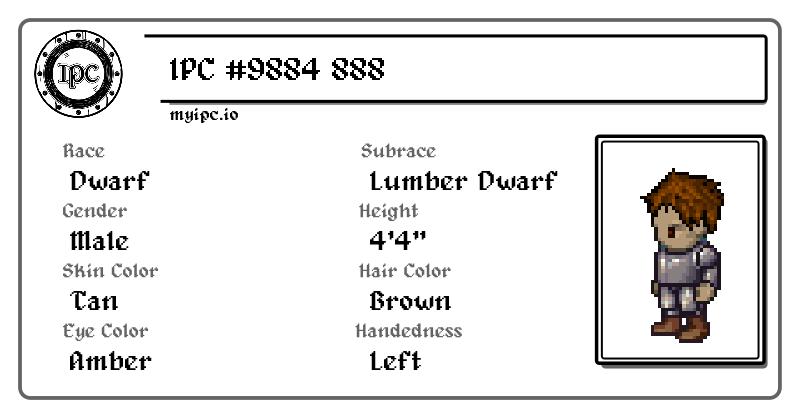 IPC
IPC #9884 888
myipc.io
Race
Dwarf
Subrace
Lumber Dwarf
Gender
Male
Height
4'4"
Skin Color
Tan
Hair Color
Brown
Eye Color
Amber
Handedness
Left